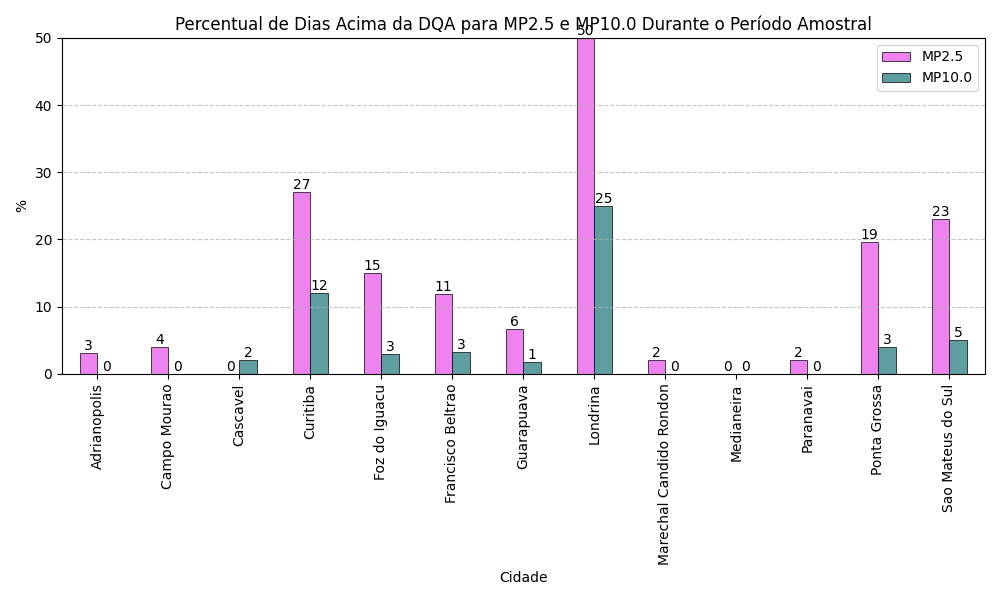 Percentual de Dias Acima da DQA para MP2.5 e MP10.0 Durante o Período Amostral
MP2.5
MP10.0
%
50
40
30
20
10
0
3
0
4
0
0
2
27
12
15
3
11
3
6
1
50
25
2
0
0
0
2
0
19
3
23
5
Adrianopolis
Campo Mourao
Cascavel
Curitiba
Foz do Iguacu
Francisco Beltrao
Guarapuava
Londrina
Marechal Candido Rondon
Medianeira
Paranavai
Ponta Grossa
Sao Mateus do Sul
Cidade